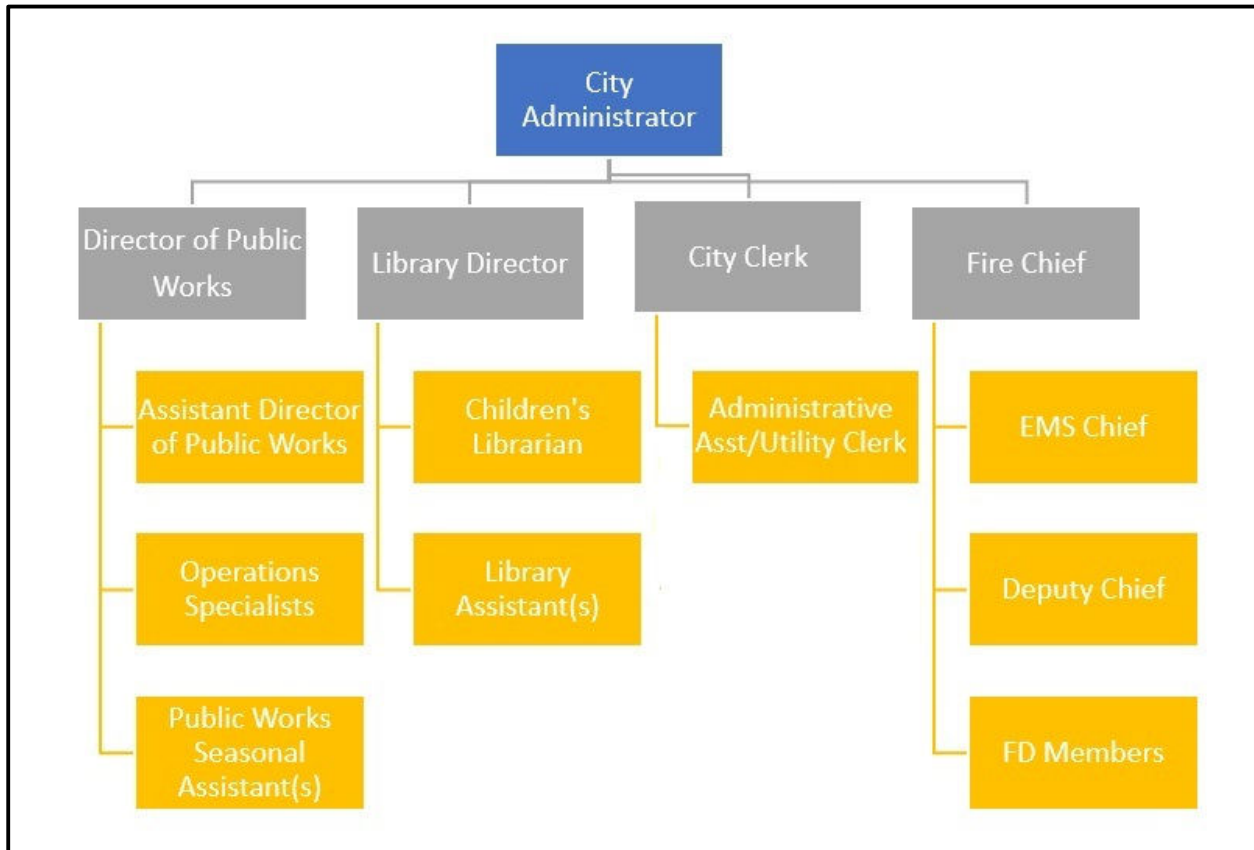 City
Administrator
Director of Public
Works
Library Director
City Clerk
Fire Chief
Assistant Director
of Public Works
Children's
Librarian
Administrative
Asst/Utility Clerk
EMS Chief
Operations
Specialists
Library
Assistant(s)
Deputy Chief
Public Works
Seasonal
Assistant(s)
FD Members